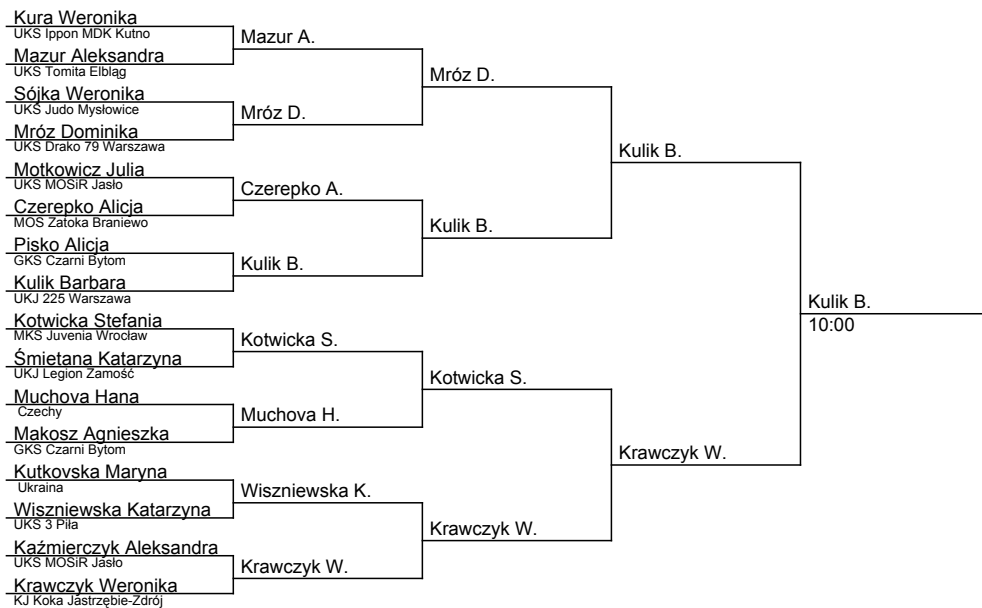 Kura Weronika
UKS Ippon MDK Kutno
Mazur Aleksandra
UKS Tomita Elbląg
Sójka Weronika
UKS Judo Mysłowice
Mróz Dominika
UKS Drako 79 Warszawa
Motkowicz Julia
UKS MOSiR Jasło
Czerepko Alicja
MOS Zatoka Braniewo
Pisko Alicja
GKS Czarni Bytom
Kulik Barbara
UKJ 225 Warszawa
Kotwicka Stefania
MKS Juvenia Wrocław
Śmietana Katarzyna
UKJ Legion Zamość
Muchova Hana
Czechy
Makosz Agnieszka
GKS Czarni Bytom
Kutkovska Maryna
Ukraina
Wiszniewska Katarzyna
UKS 3 Piła
Kaźmierczyk Aleksandra
UKS MOSiR Jasło
Krawczyk Weronika
KJ Koka Jastrzębie-Zdrój
Mazur A.
Mróz D.
Czerepko A.
Kulik B.
Kotwicka S.
Muchova H.
Wiszniewska K.
Krawczyk W.
Mróz D.
Kulik B.
Kotwicka S.
Krawczyk W.
Kulik B.
Krawczyk W.
Kulik B.
10:00